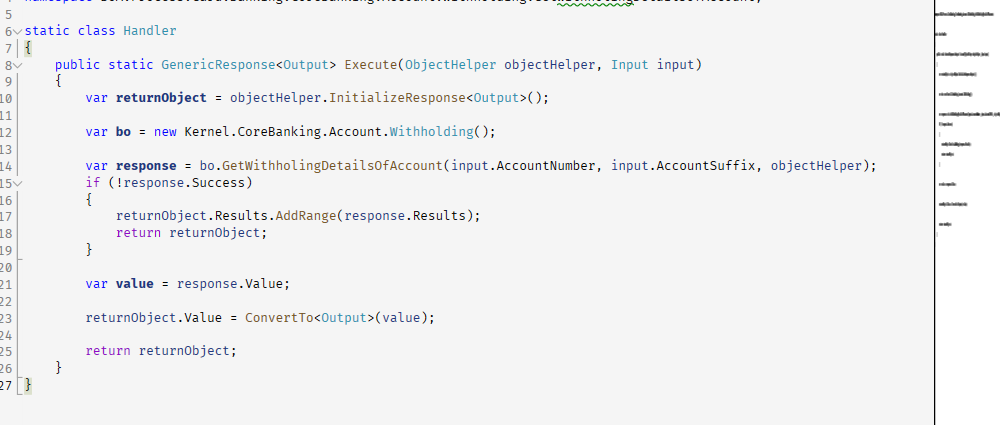 5
6 static class Handler
7 {
8 public static GenericResponse<Output> Execute(ObjectHelper objectHelper, Input input)
9 {
10 var returnObject = objectHelper.InitializeResponse<Output>();
11
12 var bo = new Kernel.CoreBanking.Account.Withholding();
13
14 var response = bo.GetWithholingDetailsOfAccount(input.AccountNumber, input.AccountSuffix, objectHelper);
15 if (!response.Success)
16 {
17 returnObject.Results.AddRange(response.Results);
18 return returnObject;
19 }
20
21 var value = response.Value;
22
23 returnObject.Value = ConvertTo<Output>(value);
24
25 return returnObject;
26 }
27 }